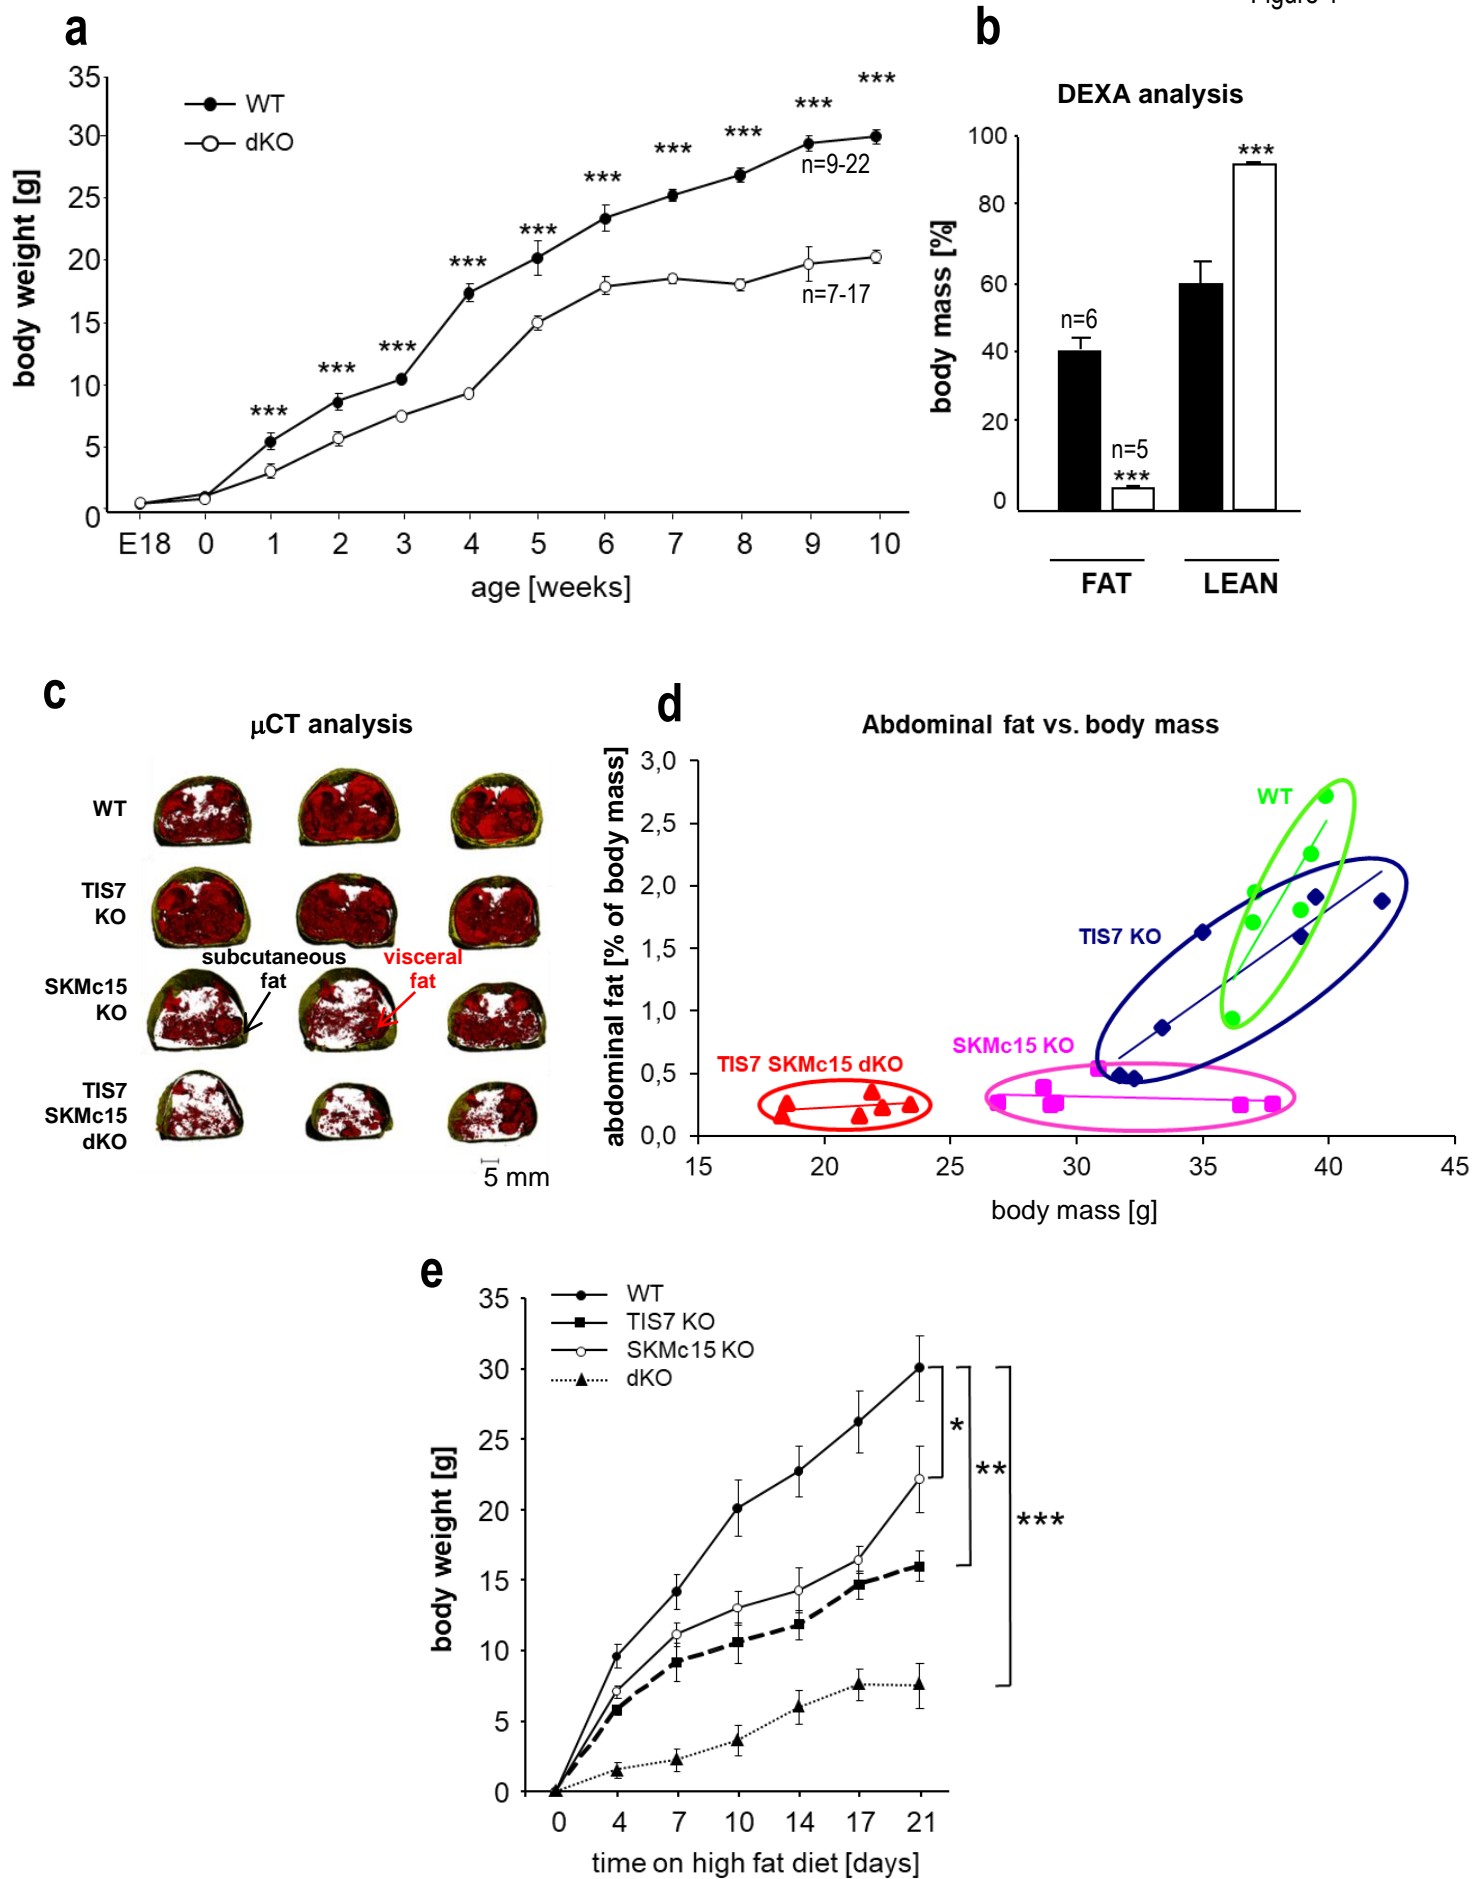 a
35
30
25
20
15
10
5
0
body weight [g]
WT
dKO
***
***
***
***
***
***
***
***
***
***
n=9-22
n=7-17
E18 0 1 2 3 4 5 6 7 8 9 10
age [weeks]
b
DEXA analysis
100
80
60
40
20
0
body mass [%]
n=6
n=5
***
***
FAT LEAN
c
μCT analysis
WT
TIS7
KO
subcutaneous
fat
visceral
fat
SKMc15
KO
TIS7
SKMc15
dKO
5 mm
d
Abdominal fat vs. body mass
abdominal fat [% of body mass]
3,0
2,5
2,0
1,5
1,0
0,5
0,0
WT
TIS7 KO
SKMc15 KO
TIS7 SKMc15 dKO
15 20 25 30 35 40 45
body mass [g]
e
WT
TIS7 KO
SKMc15 KO
dKO
35
30
25
20
15
10
5
0
body weight [g]
*
**
***
0 4 7 10 14 17 21
time on high fat diet [days]